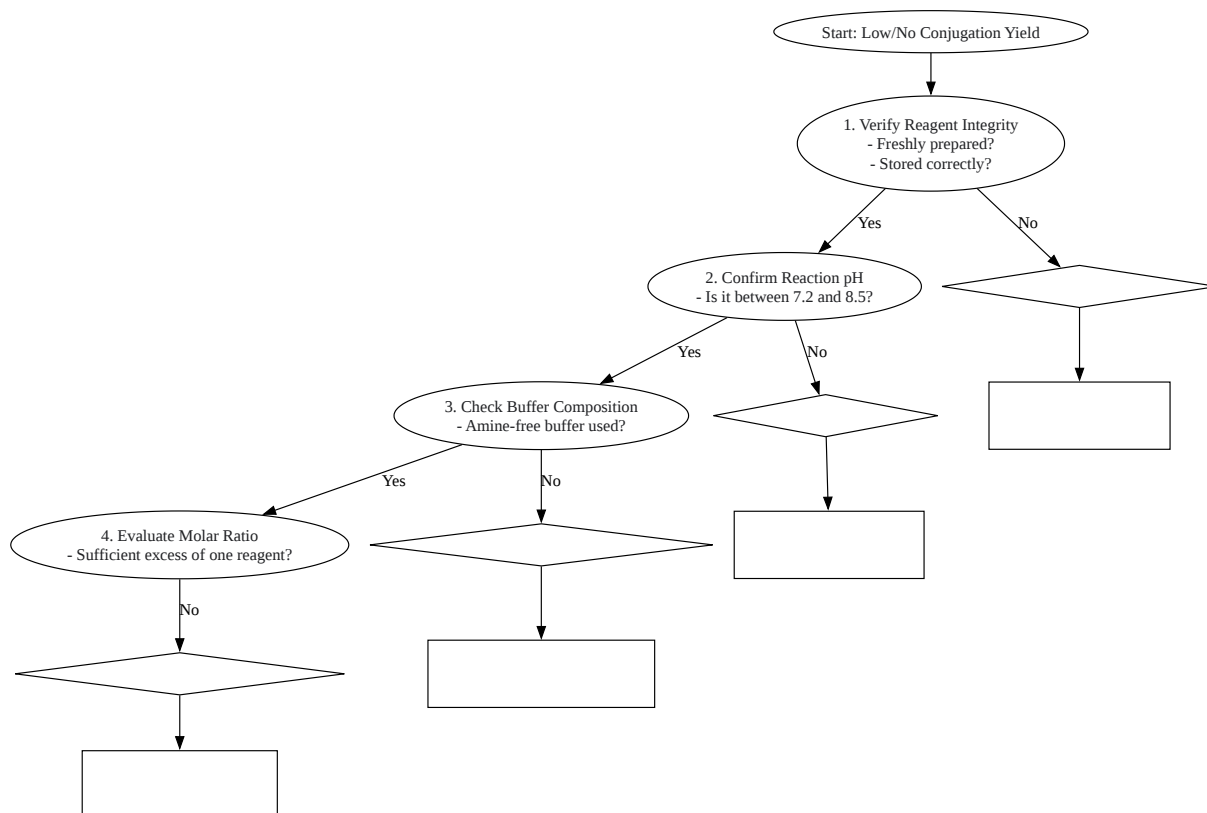 Start: Low/No Conjugation Yield
1. Verify Reagent Integrity
- Freshly prepared?
- Stored correctly?
Yes
No
2. Confirm Reaction pH
- Is it between 7.2 and 8.5?
Yes
No
3. Check Buffer Composition
- Amine-free buffer used?
Yes
No
4. Evaluate Molar Ratio
- Sufficient excess of one reagent?
No